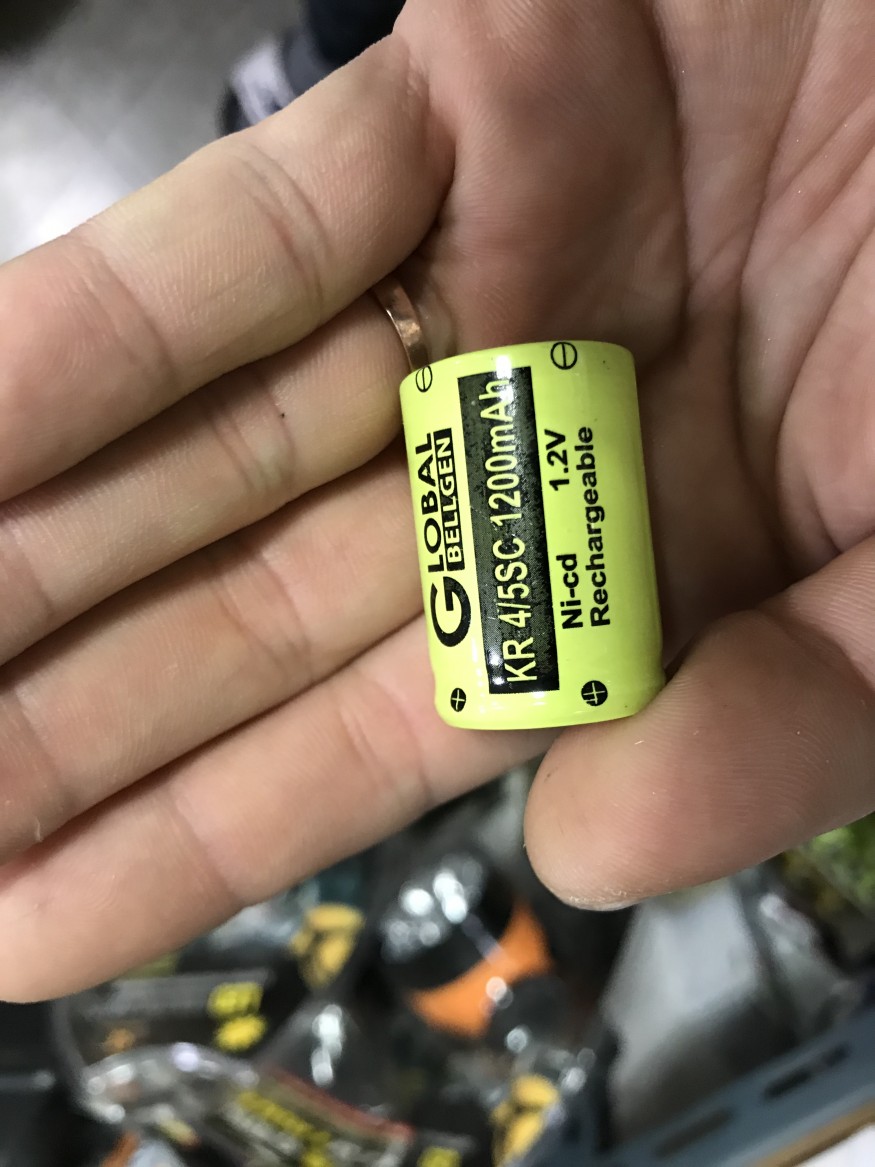 GLOBAL
BELLGEN
KR 4/5SC 1200mAh
Ni-cd 1.2V
Rechargeable